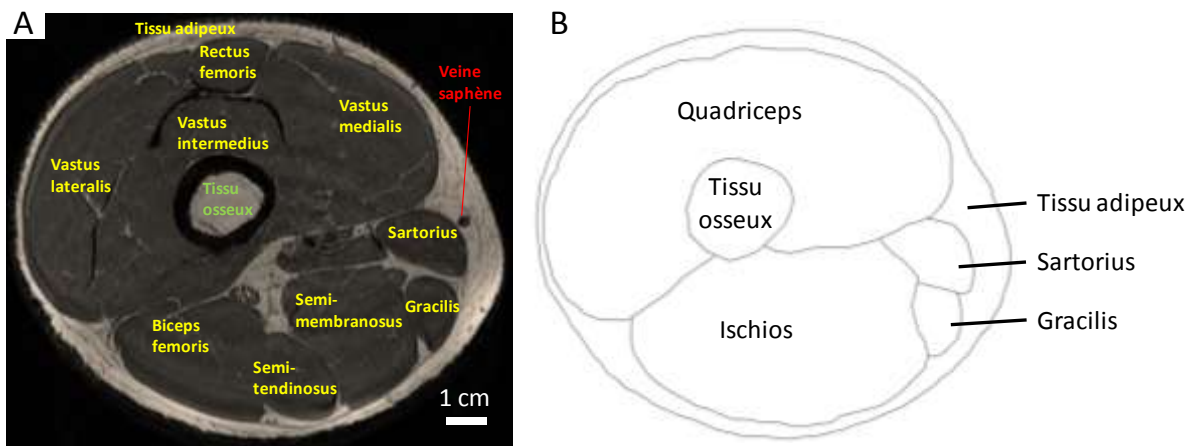 A
Tissu adipeux
Rectus
femoris
Veine
saphène
Vastus
medialis
Vastus
intermedius
Vastus
lateralis
Tissu
osseux
Sartorius
Semi-
membranosus
Gracilis
Biceps
femoris
Semi-
tendinosus
1 cm
B
Quadriceps
Tissu
osseux
Tissu adipeux
Sartorius
Gracilis
Ischios